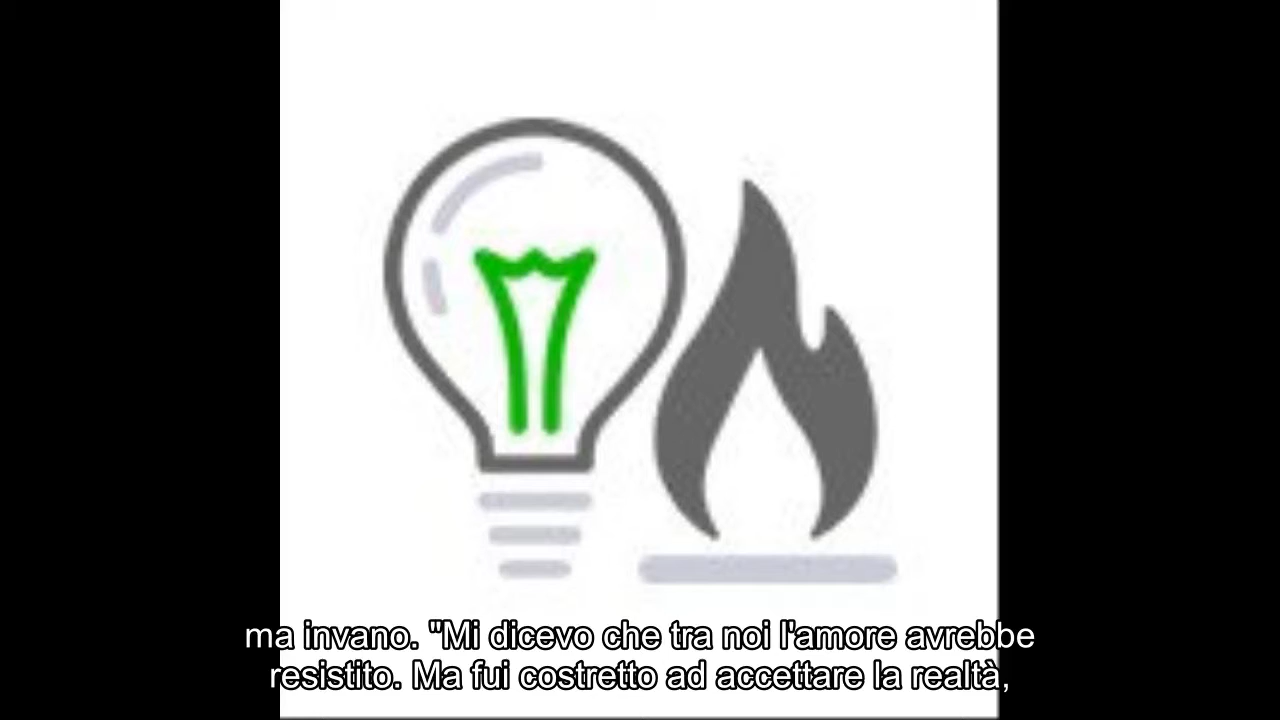 ma invano. "Mi dicevo che tra noi l'amore avrebbe
resistito. Ma fui costretto ad accettare la realtà,